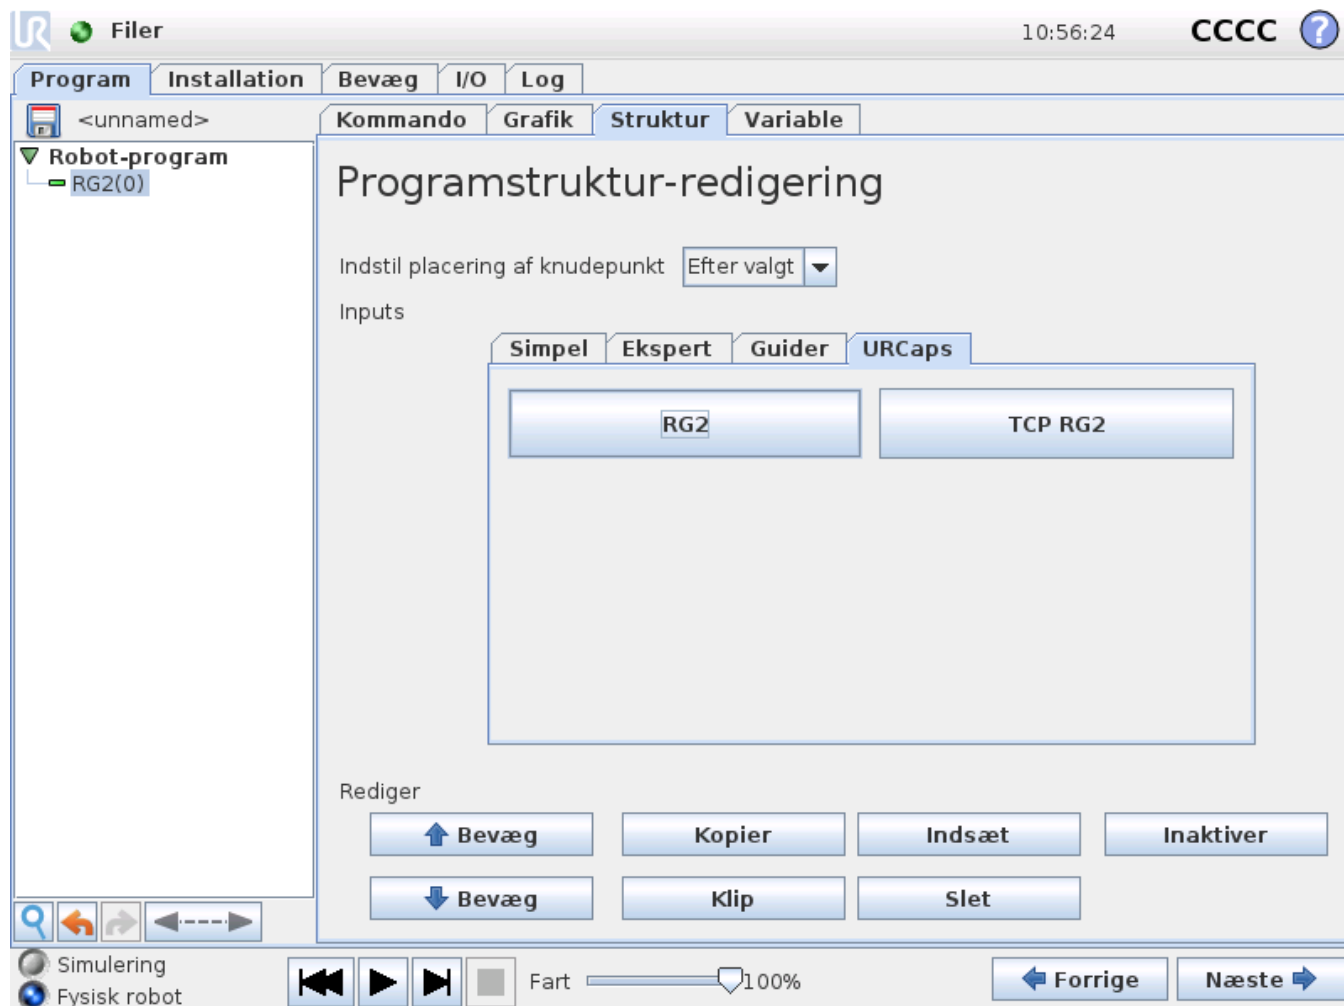 UR Filer 10:56:24 CCCC ?
Program Installation Bevæg I/O Log
<unnamed> Kommando Grafik Struktur Variable
Robot-program
RG2(0)
Programstruktur-redigering
Indstil placering af knudepunkt Efter valgt
Inputs
Simpel Ekspert Guider URCaps
RG2 TCP RG2
Rediger
Bevæg Kopier Indsæt Inaktiver
Bevæg Klip Slet
Simulering
Fysisk robot
Fart 100% Forrige Næste